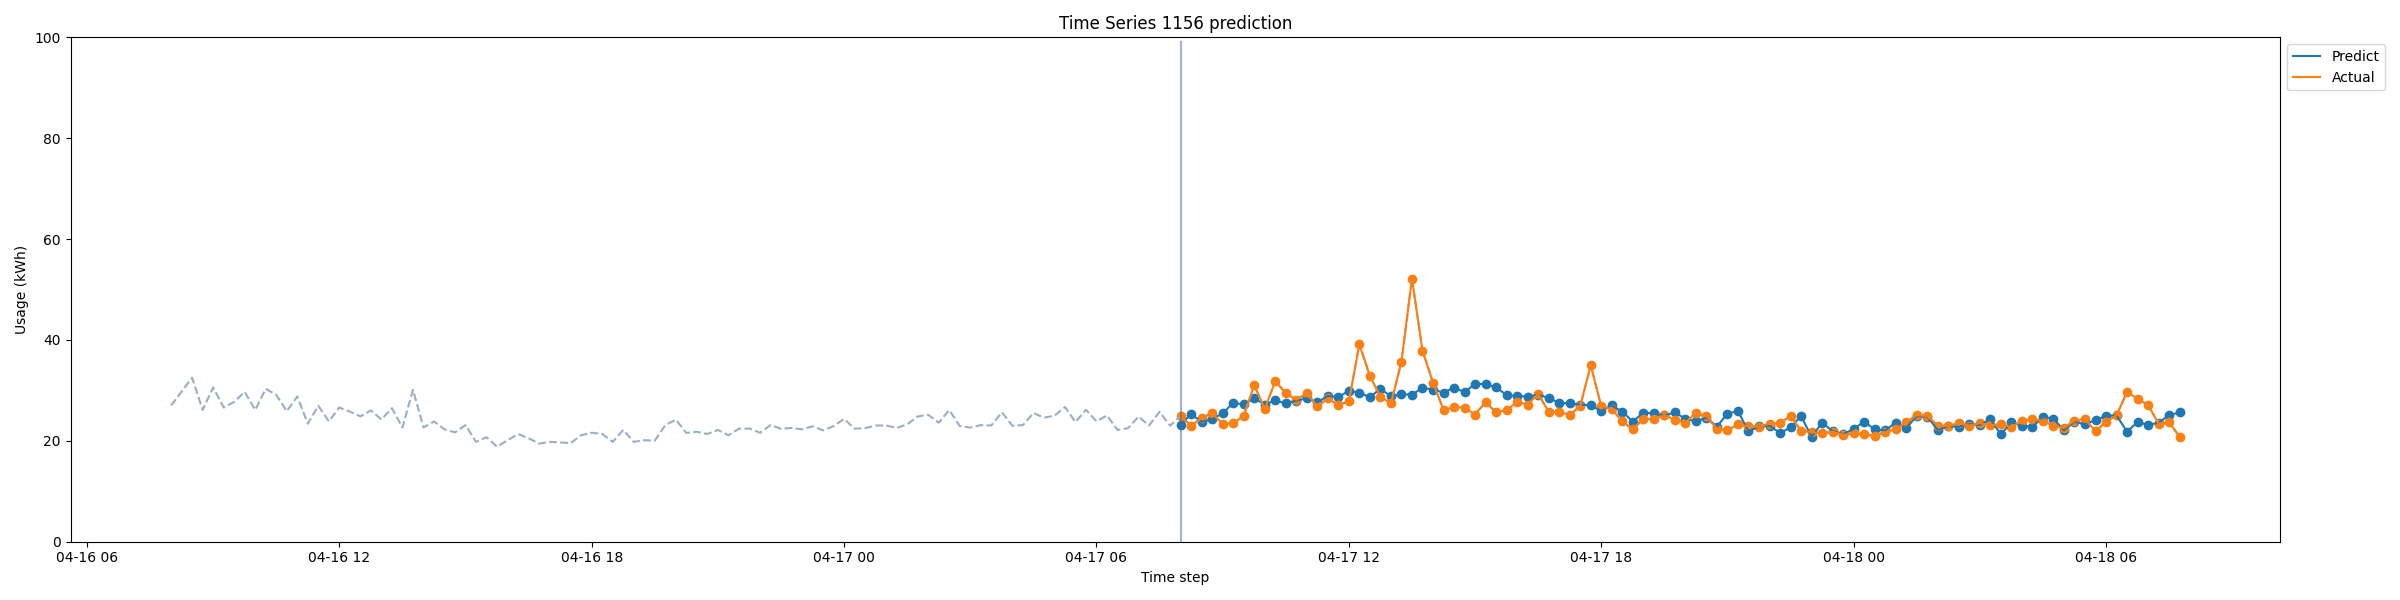 Time Series 1156 prediction
100
80
60
40
20
0
Usage (kWh)
Predict
Actual
04-16 06 04-16 12 04-16 18 04-17 00 04-17 06 04-17 12 04-17 18 04-18 00 04-18 06
Time step